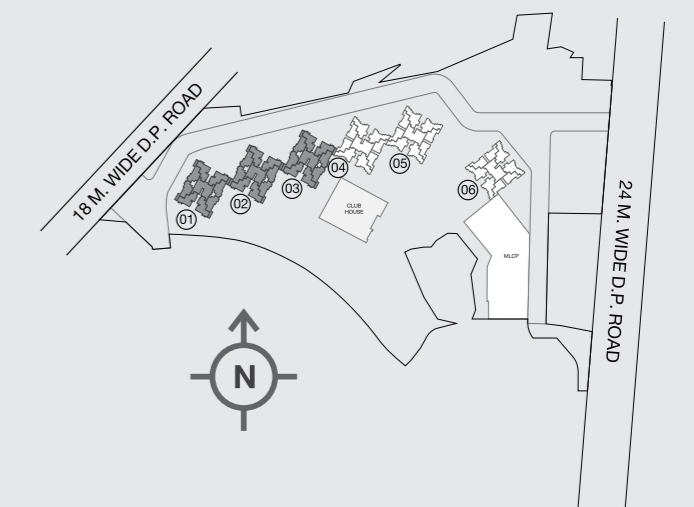 18 M. WIDE D.P. ROAD
24 M. WIDE D.P. ROAD
01
02
03
04
05
06
CLUB
HOUSE
MLCP
N